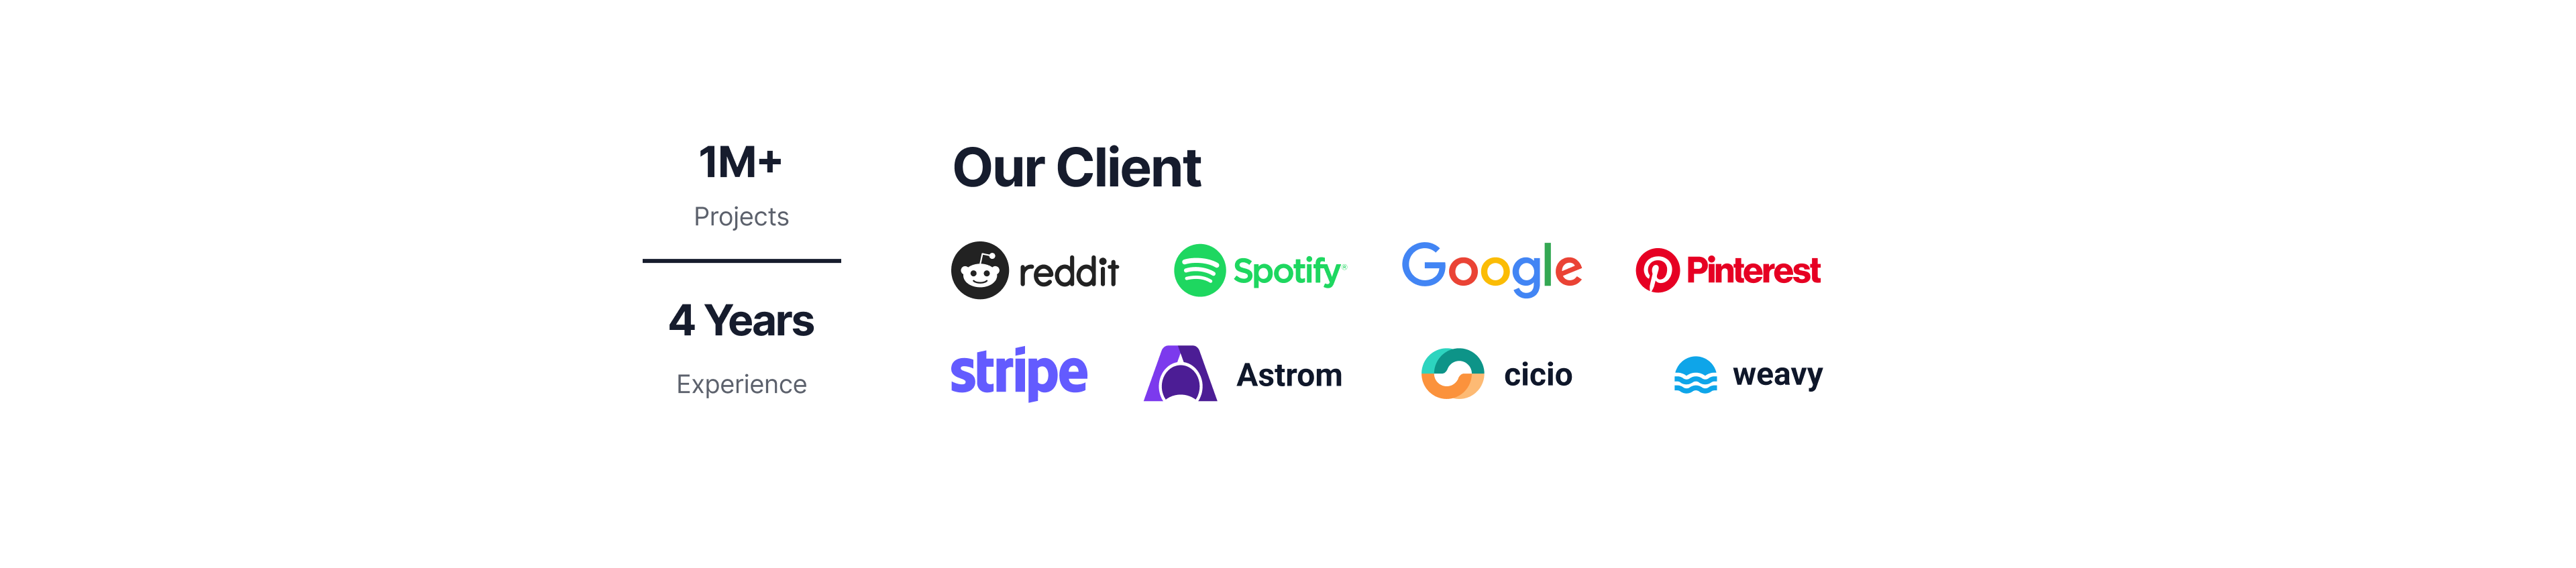 1M+
Projects
4 Years
Experience
Our Client
reddit Spotify® Google Pinterest
stripe Astrom cicio weavy